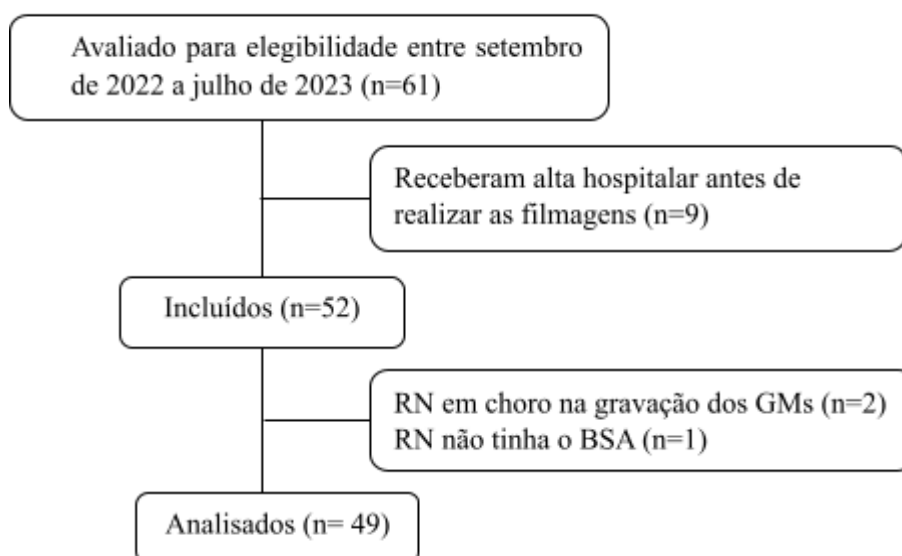 Avaliado para elegibilidade entre setembro
de 2022 a julho de 2023 (n=61)
Receberam alta hospitalar antes de
realizar as filmagens (n=9)
Incluídos (n=52)
RN em choro na gravação dos GMs (n=2)
RN não tinha o BSA (n=1)
Analisados (n= 49)